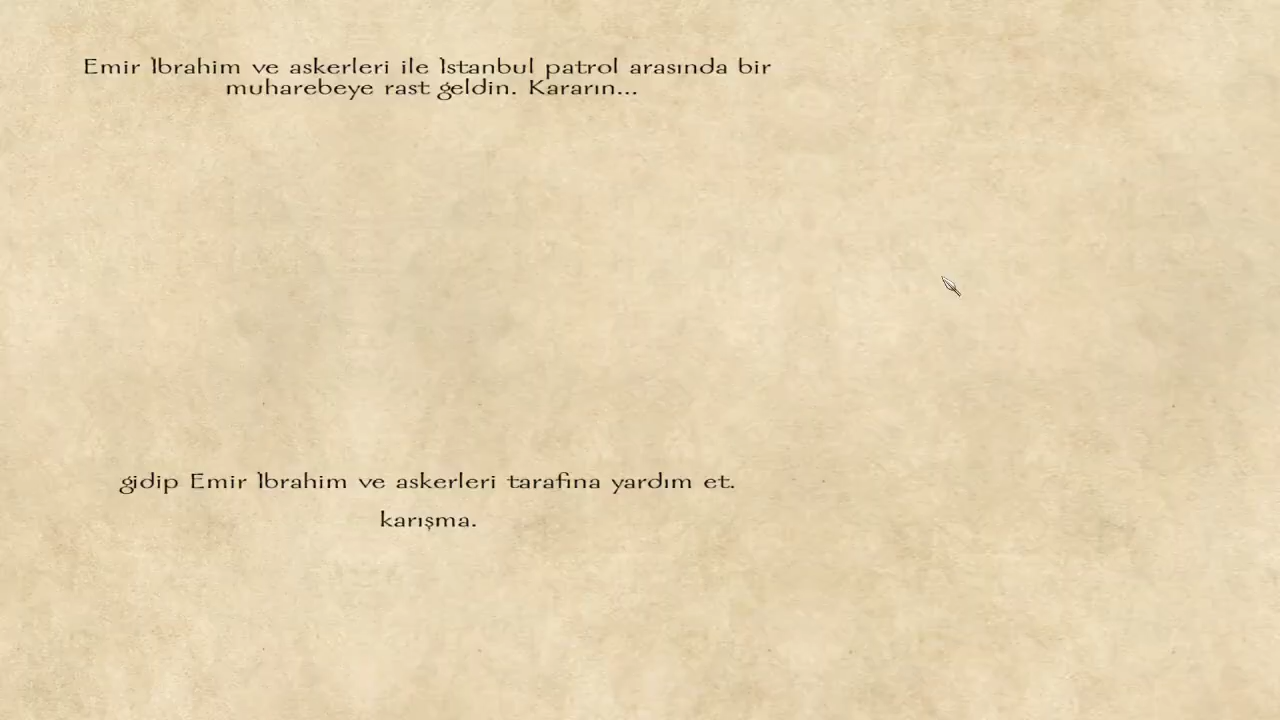 Emir İbrahim ve askerleri ile İstanbul patrol arasında bir
muharebeye rast geldin. Kararın...
gidip Emir İbrahim ve askerleri tarafına yardım et.
karışma.